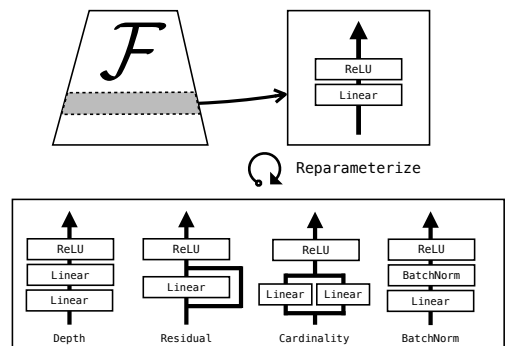 F
ReLU
Linear
Reparameterize
ReLU
Linear
Linear
Depth
ReLU
Linear
Residual
ReLU
Linear Linear
Cardinality
ReLU
BatchNorm
Linear
BatchNorm